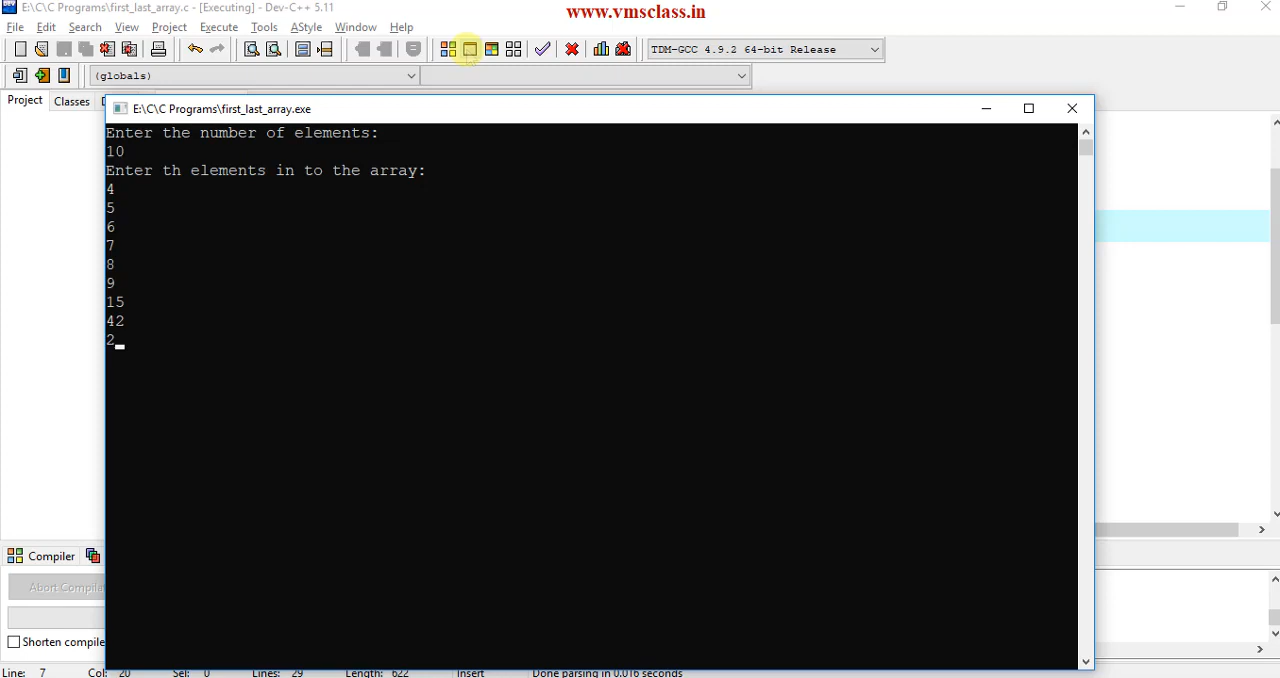 DEV E:\C\C Programs\first_last_array.c - [Executing] - Dev-C++ 5.11
www.vmsclass.in
File Edit Search View Project Execute Tools AStyle Window Help
TDM-GCC 4.9.2 64-bit Release
(globals)
Project Classes D
E:\C\C Programs\first_last_array.exe
Enter the number of elements:
10
Enter th elements in to the array:
4
5
6
7
8
9
15
42
2
Compiler
Abort Compilat
Shorten compile
Line: 7 Col: 20 Sel: 0 Lines: 29 Length: 622 Insert Done parsing in 0.016 seconds